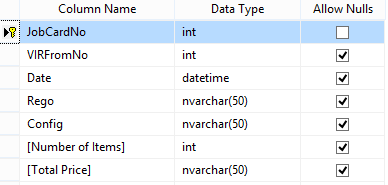 Column Name Data Type Allow Nulls
JobCardNo int
VIRFromNo int
Date datetime
Rego nvarchar(50)
Config nvarchar(50)
[Number of Items] int
[Total Price] nvarchar(50)